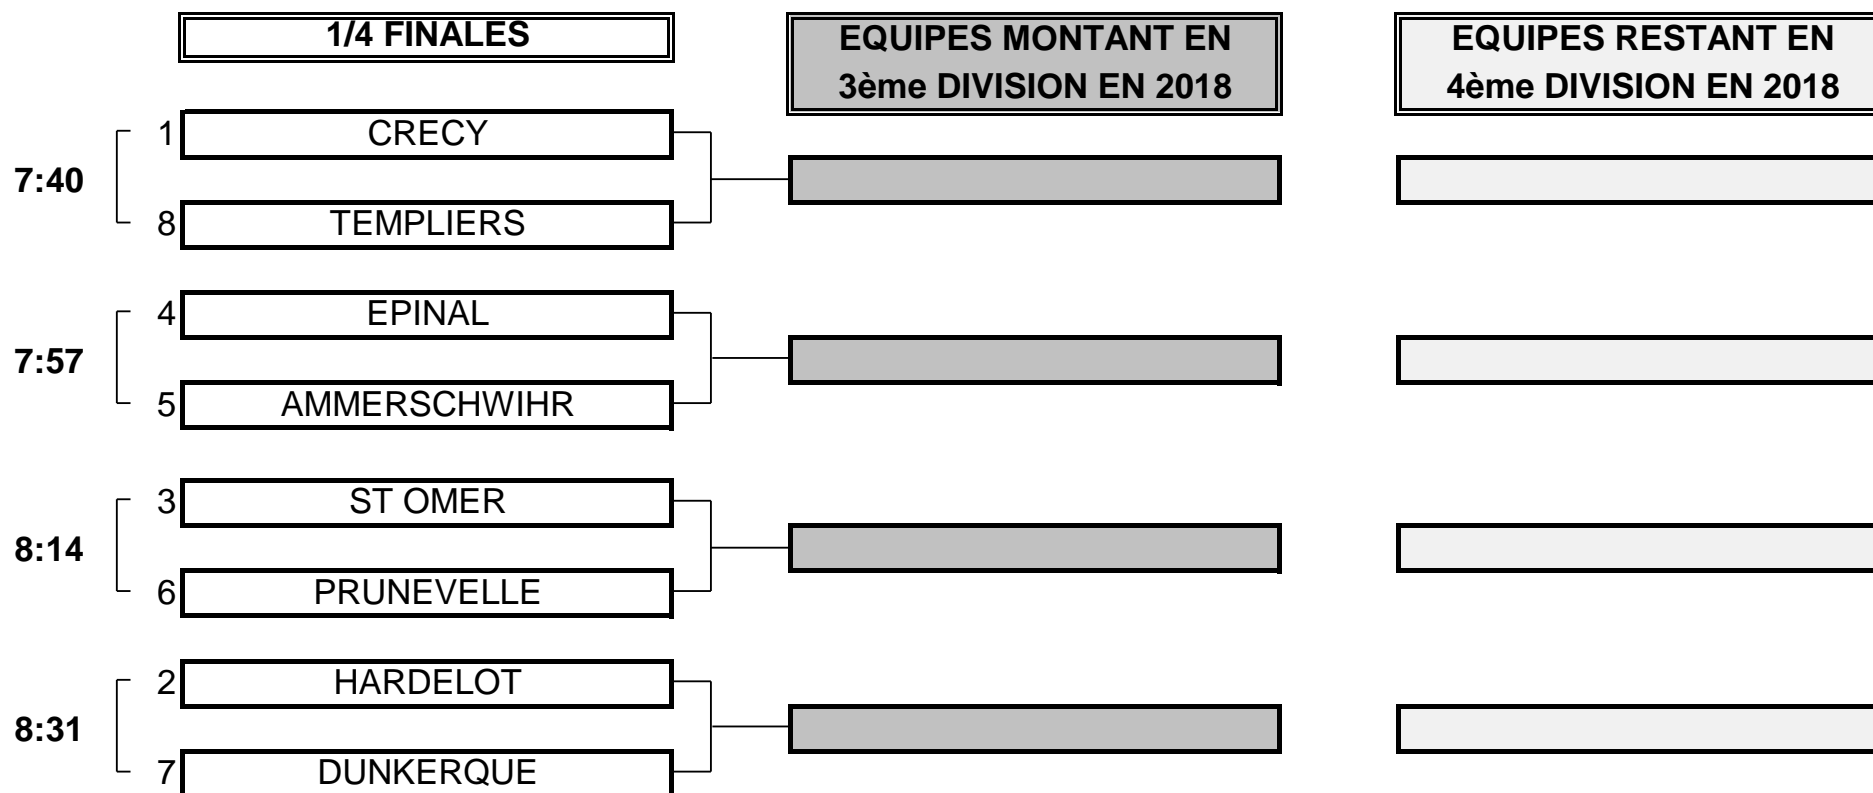 1/4 FINALES
EQUIPES MONTANT EN
3ème DIVISION EN 2018
EQUIPES RESTANT EN
4ème DIVISION EN 2018
7:40
1 CRECY
8 TEMPLIERS
7:57
4 EPINAL
5 AMMERSCHWIHR
8:14
3 ST OMER
6 PRUNEVELLE
8:31
2 HARDELOT
7 DUNKERQUE